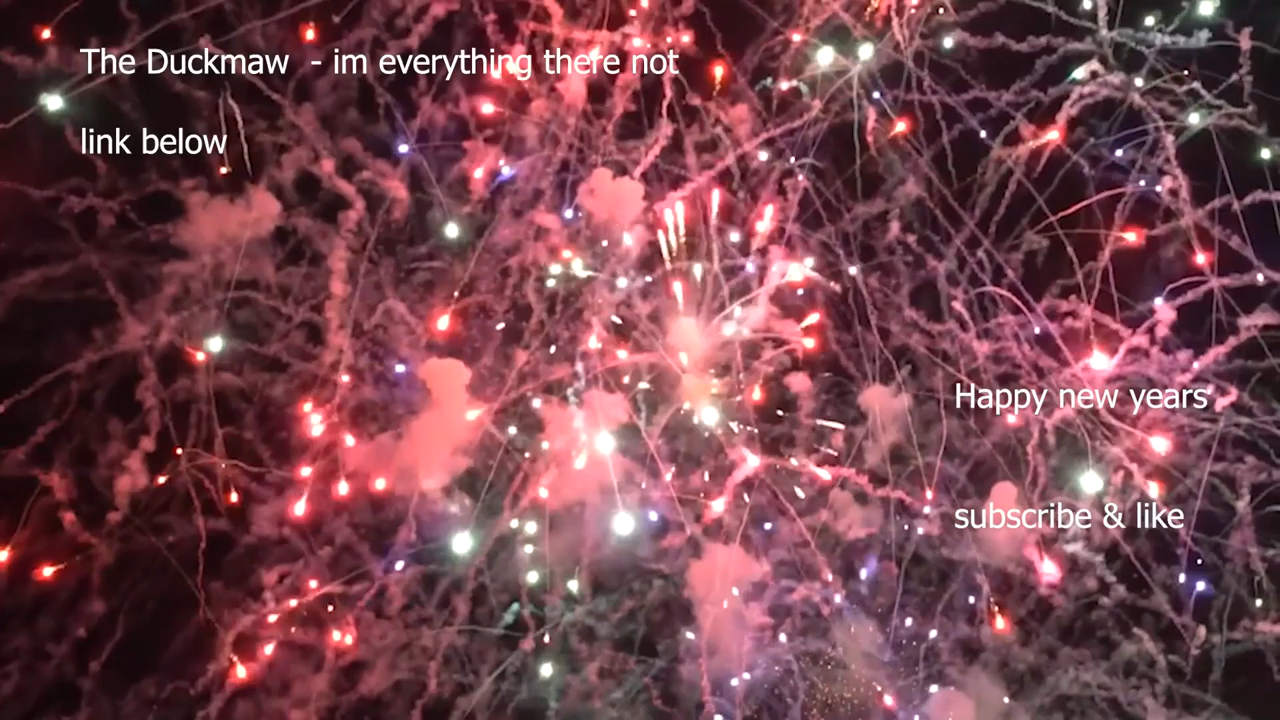 The Duckmaw - im everything there not
link below
Happy new years
subscribe & like